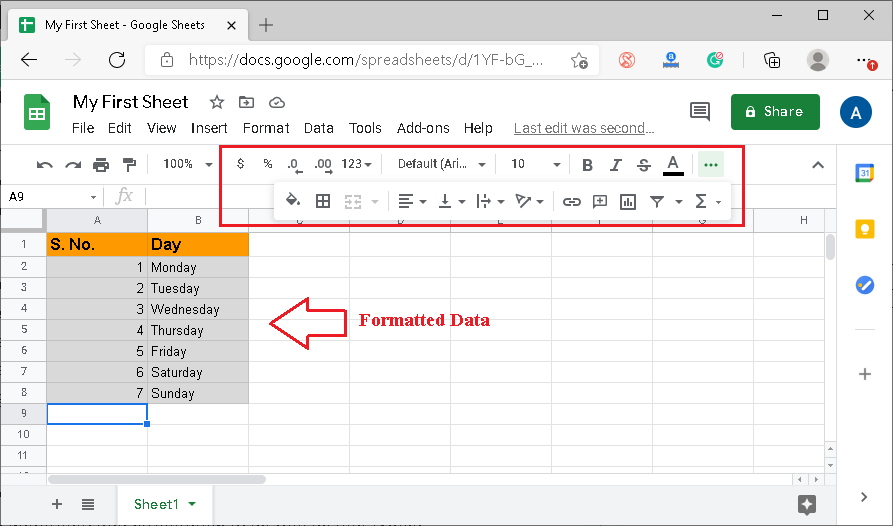 My First Sheet - Google Sheets
https://docs.google.com/spreadsheets/d/1YF-bG_...
My First Sheet
Share
A
File Edit View Insert Format Data Tools Add-ons Help Last edit was second...
100% $ % .0 .00 123 Default (Ari... 10 B I S A
31
A9 fx
A B H
1 S. No. Day
2 1 Monday
3 2 Tuesday
4 3 Wednesday
Formatted Data
5 4 Thursday
6 5 Friday
7 6 Saturday
8 7 Sunday
9
10
11
Sheet1